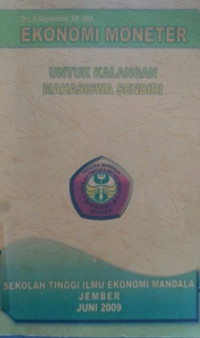 EKONOMI MONETER
UNTUK KALANGAN
MAHASISWA SENDIRI
SEKOLAH TINGGI ILMU EKONOMI MANDALA
JEMBER
JUNI 2009